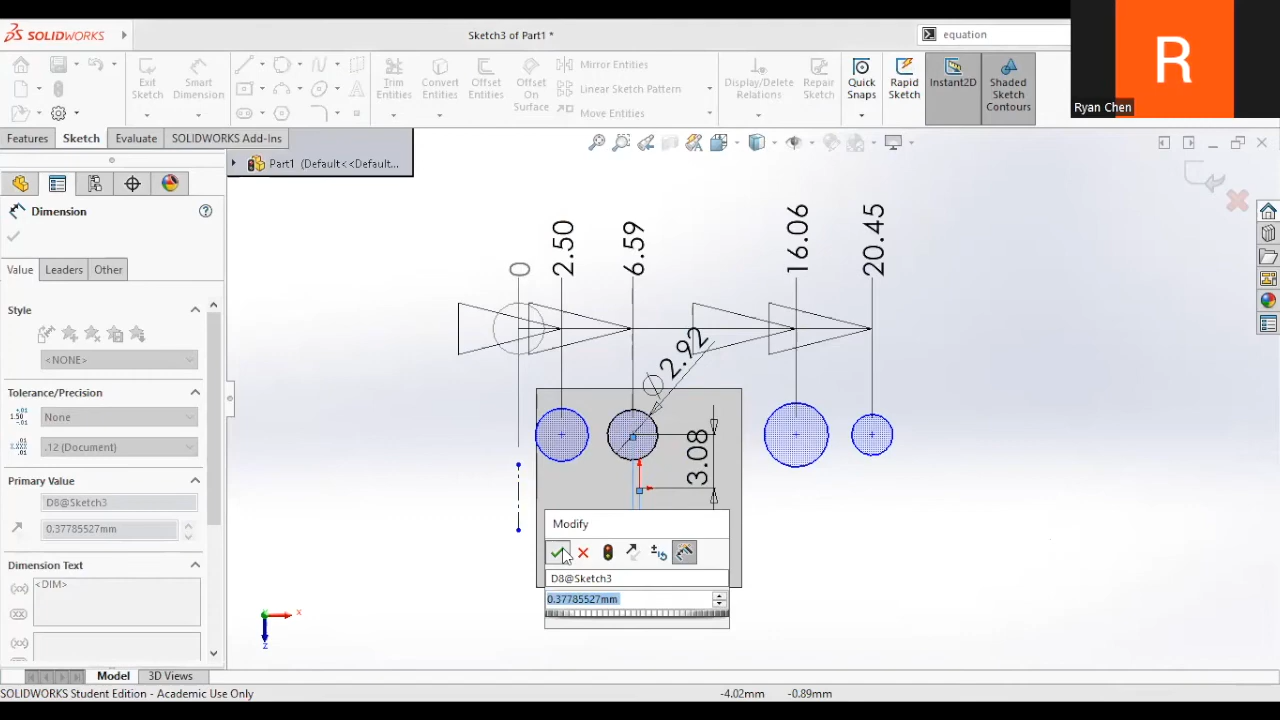 SOLIDWORKS
Sketch3 of Part1 *
equation
R
Ryan Chen
Exit Sketch
Smart Dimension
Trim Entities
Convert Entities
Offset Entities
Offset On Surface
Mirror Entities
Linear Sketch Pattern
Move Entities
Display/Delete Relations
Repair Sketch
Quick Snaps
Rapid Sketch
Instant2D
Shaded Sketch Contours
Features
Sketch
Evaluate
SOLIDWORKS Add-Ins
Part1 (Default<<Default...
Dimension
Value
Leaders
Other
Style
<NONE>
Tolerance/Precision
None
.12 (Document)
Primary Value
D8@Sketch3
0.37785527mm
Dimension Text
<DIM>
0
2.50
6.59
16.06
20.45
∅2.92
3.08
Modify
D8@Sketch3
0.37785527mm
x
z
Model
3D Views
SOLIDWORKS Student Edition - Academic Use Only
-4.02mm
-0.89mm